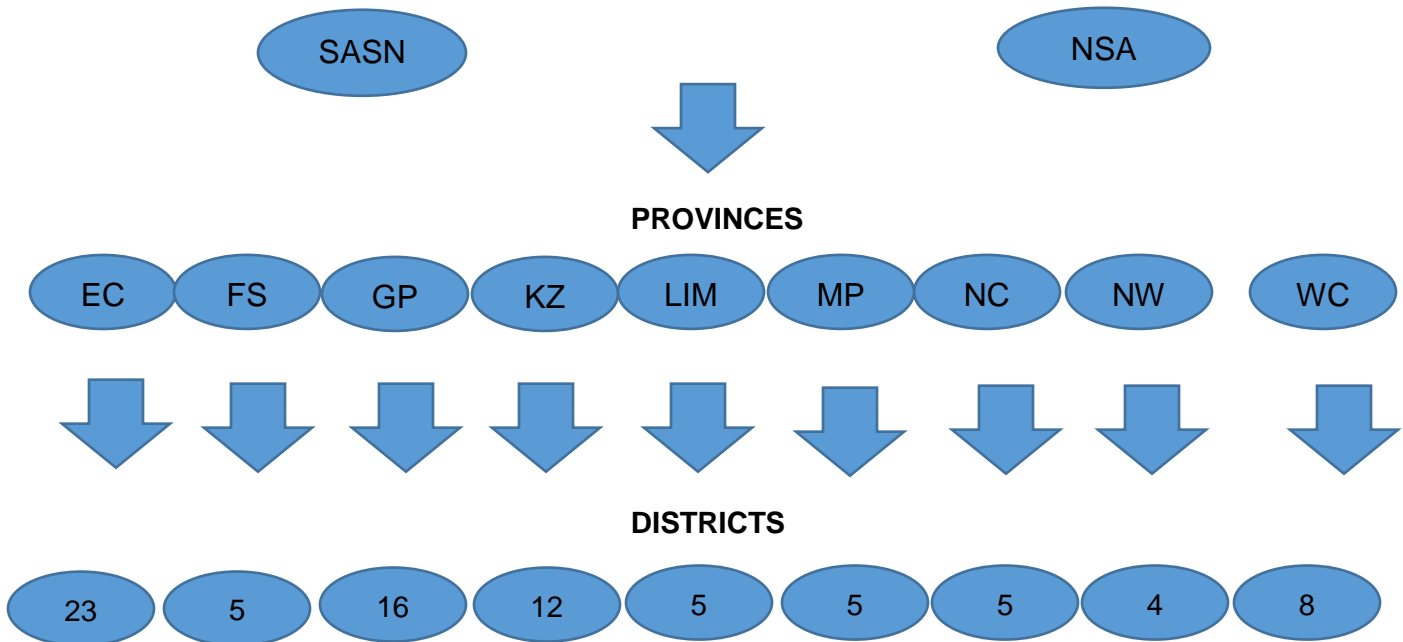 SASN NSA
PROVINCES
EC FS GP KZ LIM MP NC NW WC
DISTRICTS
23 5 16 12 5 5 5 4 8